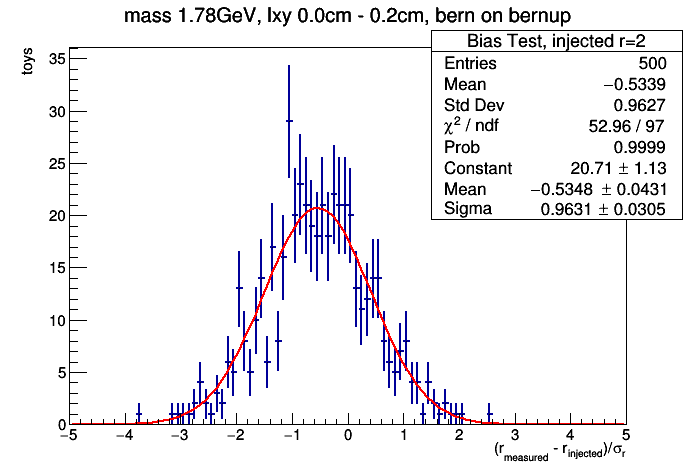 mass 1.78GeV, lxy 0.0cm - 0.2cm, bern on bernup
Bias Test, injected r=2
Entries 500
Mean −0.5339
Std Dev 0.9627
χ² / ndf 52.96 / 97
Prob 0.9999
Constant 20.71 ± 1.13
Mean −0.5348 ± 0.0431
Sigma 0.9631 ± 0.0305
toys
35
30
25
20
15
10
5
0
−5 −4 −3 −2 −1 0 1 2 3 4 5
(r_measured - r_injected)/σ_r